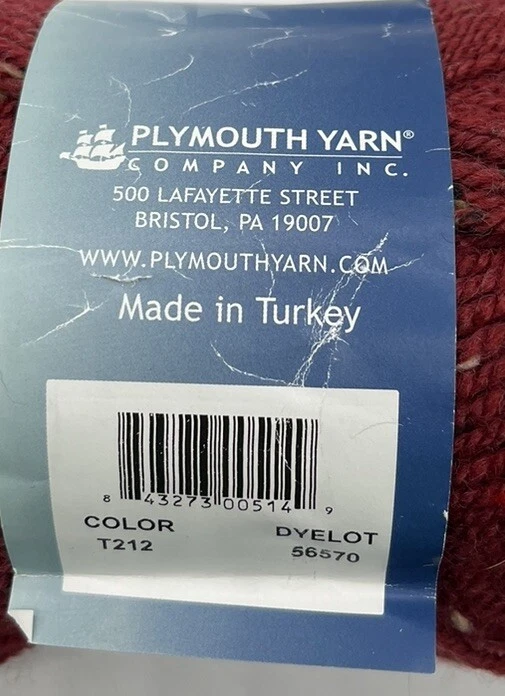 PLYMOUTH YARN®
COMPANY INC.
500 LAFAYETTE STREET
BRISTOL, PA 19007
WWW.PLYMOUTHYARN.COM
Made in Turkey
8 43273 00514 9
COLOR
T212
DYELOT
56570